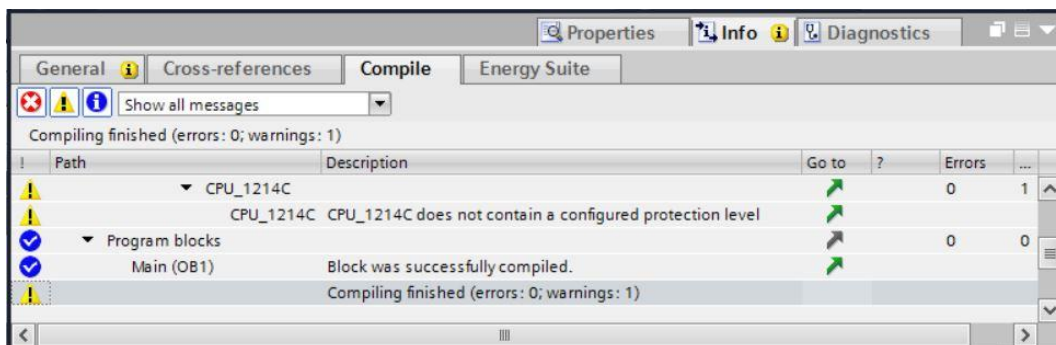 Properties Info Diagnostics
General Cross-references Compile Energy Suite
Show all messages
Compiling finished (errors: 0; warnings: 1)
! Path Description Go to ? Errors ...
CPU_1214C 0 1
CPU_1214C CPU_1214C does not contain a configured protection level
Program blocks 0 0
Main (OB1) Block was successfully compiled.
Compiling finished (errors: 0; warnings: 1)